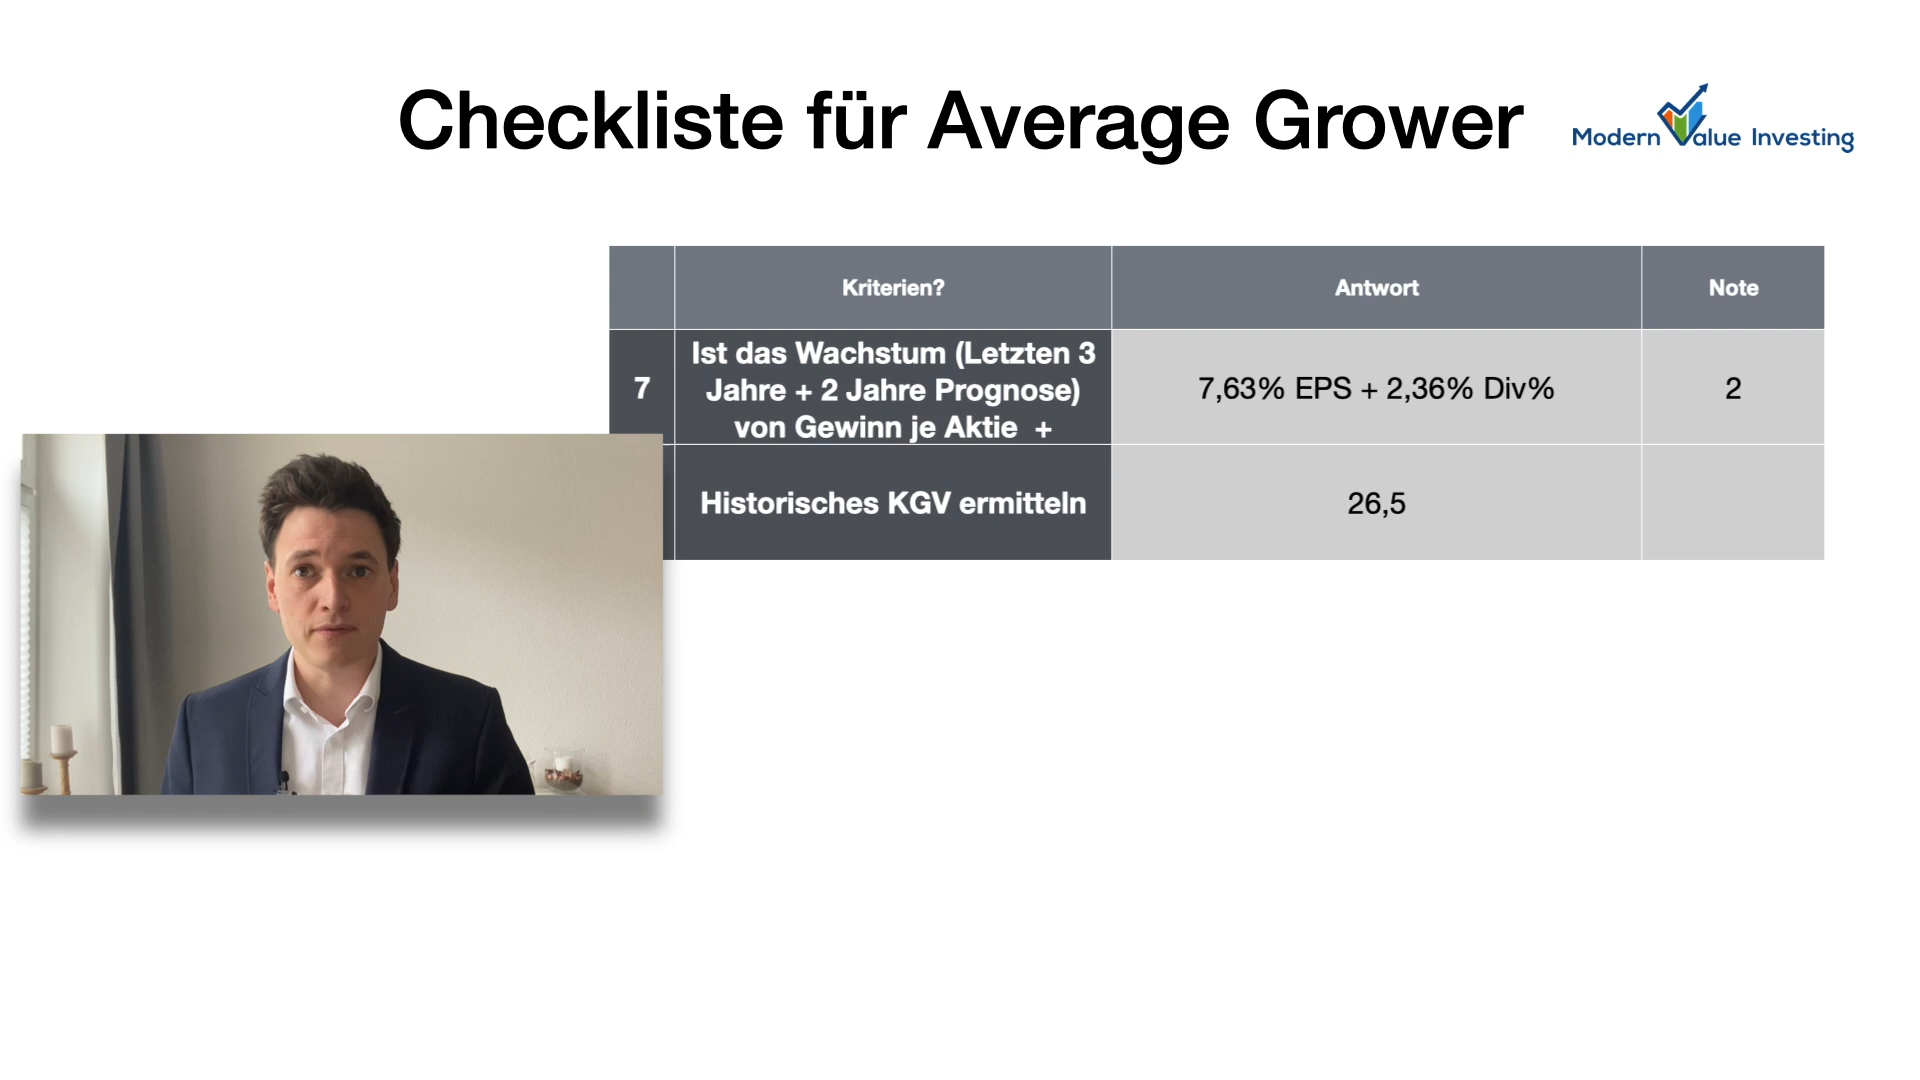 Checkliste für Average Grower
Modern Value Investing
Kriterien?
Antwort
Note
7
Ist das Wachstum (Letzten 3
Jahre + 2 Jahre Prognose)
von Gewinn je Aktie +
7,63% EPS + 2,36% Div%
2
Historisches KGV ermitteln
26,5